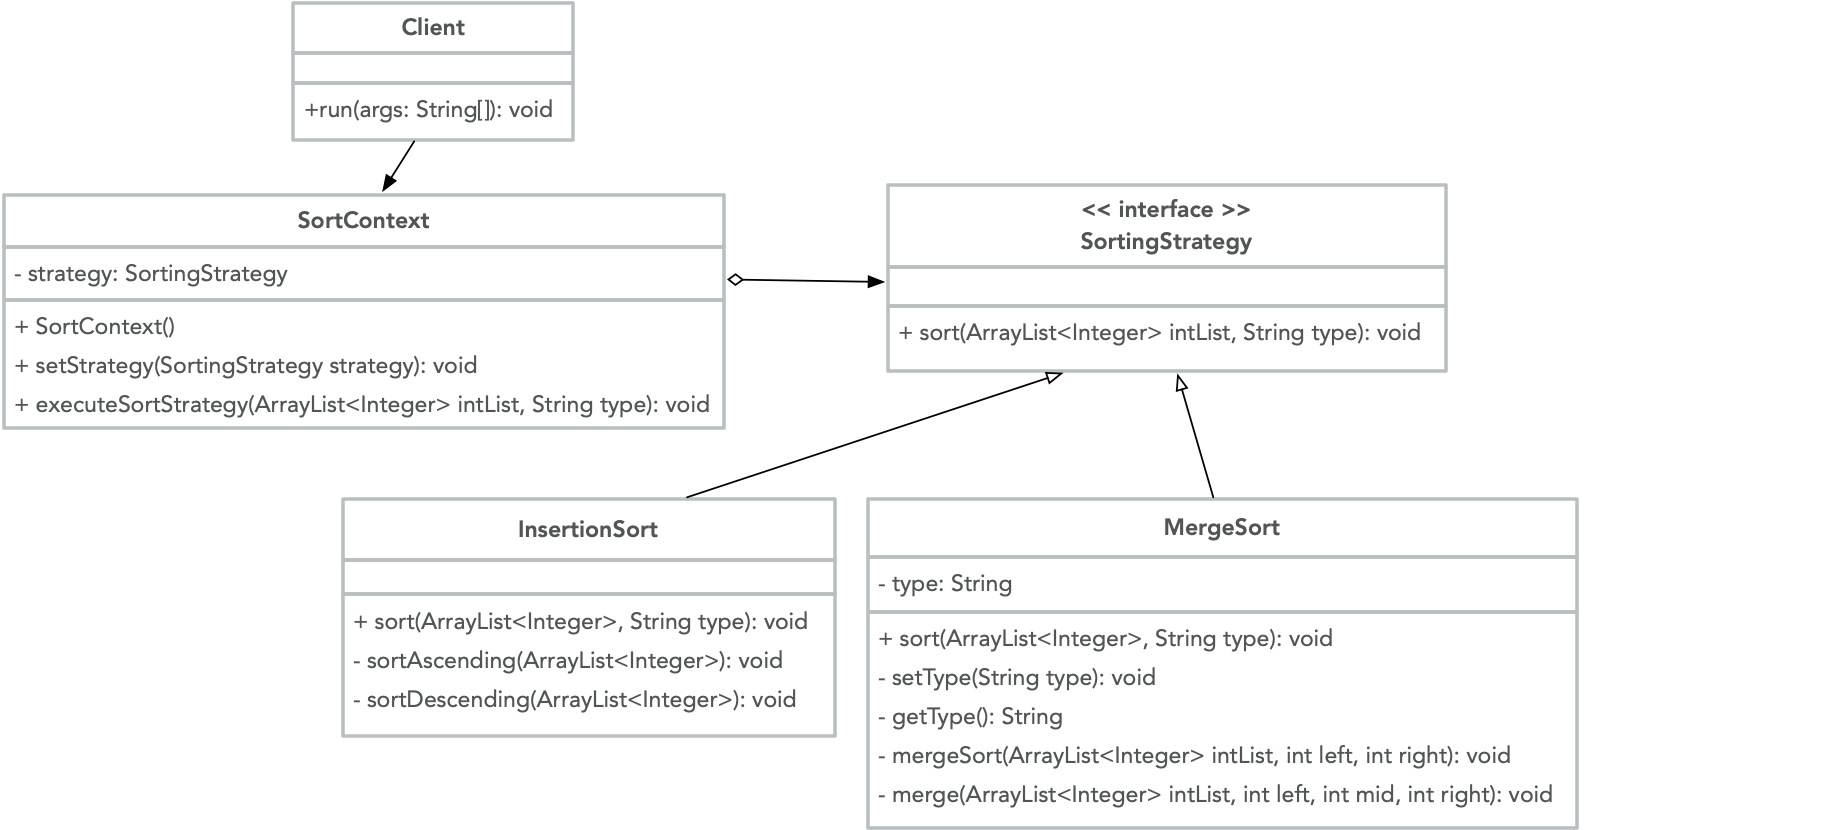 Client
+run(args: String[]): void
SortContext
- strategy: SortingStrategy
+ SortContext()
+ setStrategy(SortingStrategy strategy): void
+ executeSortStrategy(ArrayList<Integer> intList, String type): void
<< interface >>
SortingStrategy
+ sort(ArrayList<Integer> intList, String type): void
InsertionSort
+ sort(ArrayList<Integer>, String type): void
- sortAscending(ArrayList<Integer>): void
- sortDescending(ArrayList<Integer>): void
MergeSort
- type: String
+ sort(ArrayList<Integer>, String type): void
- setType(String type): void
- getType(): String
- mergeSort(ArrayList<Integer> intList, int left, int right): void
- merge(ArrayList<Integer> intList, int left, int mid, int right): void